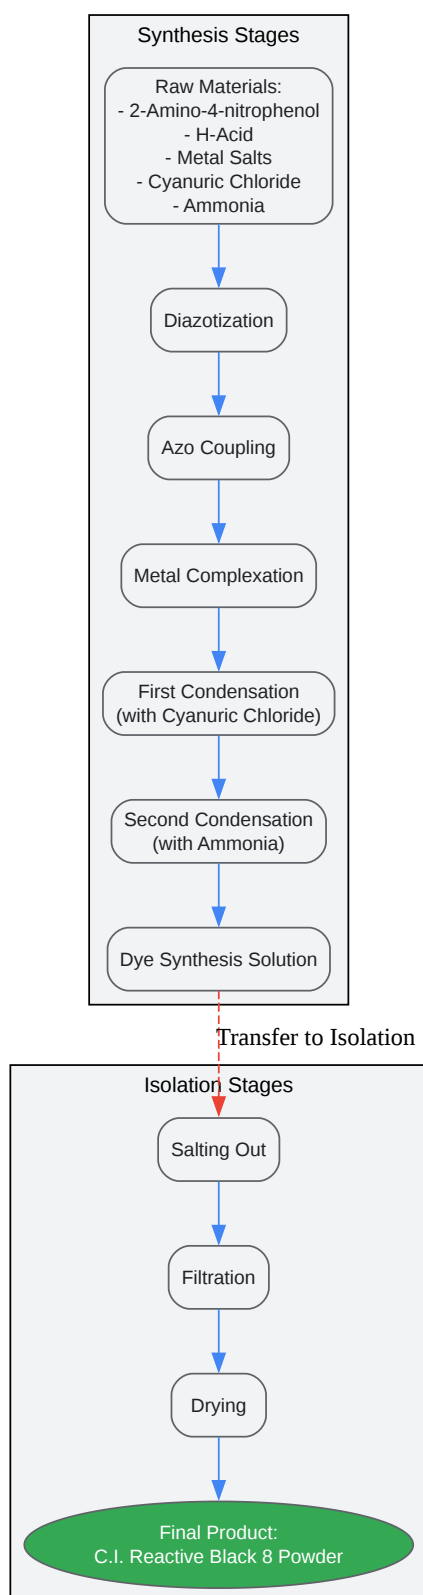 Synthesis Stages
Raw Materials:
- 2-Amino-4-nitrophenol
- H-Acid
- Metal Salts
- Cyanuric Chloride
- Ammonia
Diazotization
Azo Coupling
Metal Complexation
First Condensation
(with Cyanuric Chloride)
Second Condensation
(with Ammonia)
Dye Synthesis Solution
Transfer to Isolation
Isolation Stages
Salting Out
Filtration
Drying
Final Product:
C.I. Reactive Black 8 Powder